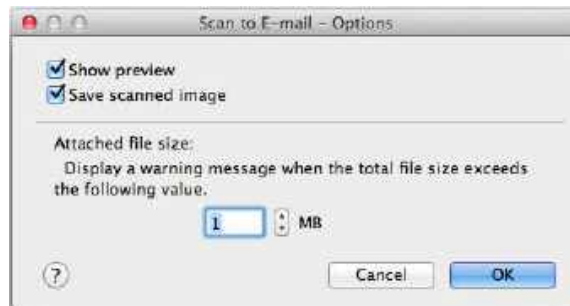 Scan to E-mail - Options
Show preview
Save scanned image
Attached file size:
Display a warning message when the total file size exceeds
the following value.
1 MB
? Cancel OK